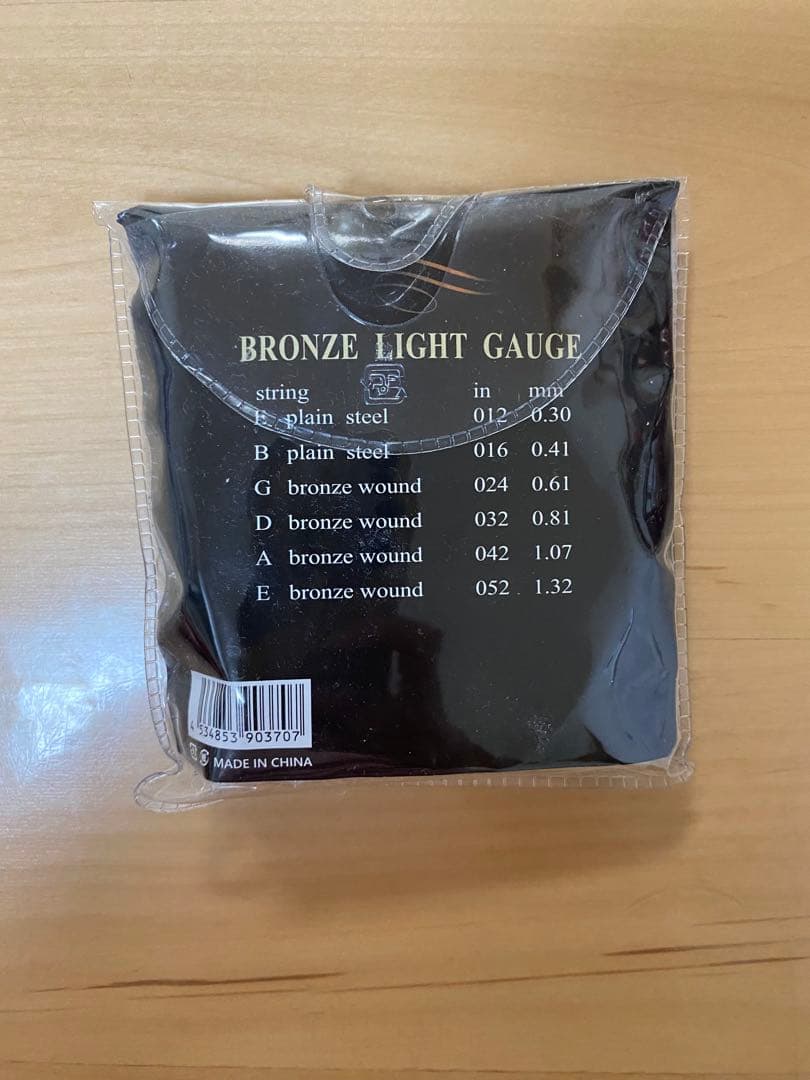 BRONZE LIGHT GAUGE
string in mm
E plain steel 012 0.30
B plain steel 016 0.41
G bronze wound 024 0.61
D bronze wound 032 0.81
A bronze wound 042 1.07
E bronze wound 052 1.32
4 534853 903707
MADE IN CHINA